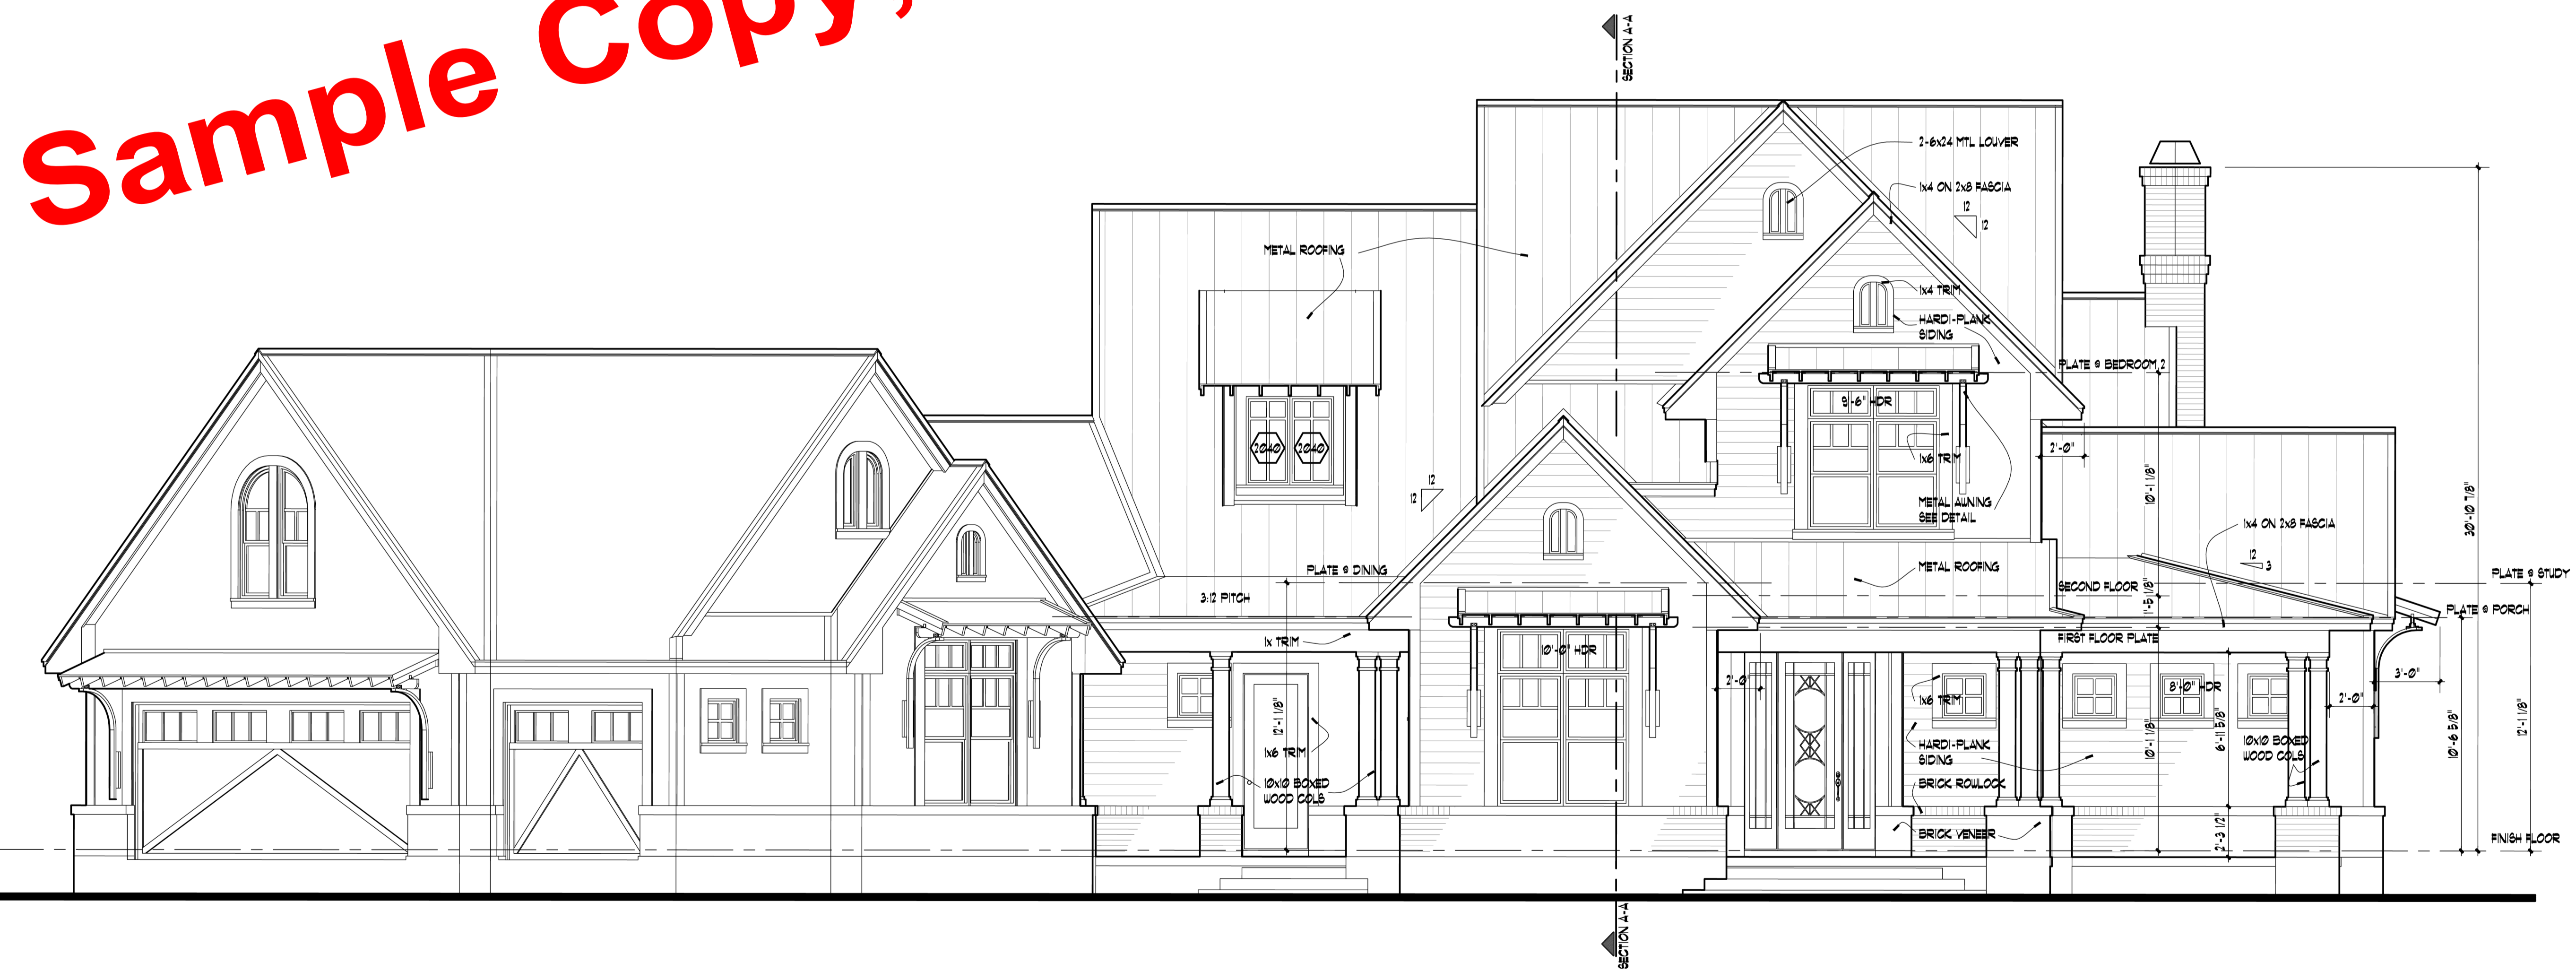 Sample Copy,
SECTION A-A
2-6x24 MTL LOUVER
1x4 ON 2x8 FASCIA
12
12
METAL ROOFING
1x4 TRIM
HARDI-PLANK
SIDING
PLATE @ BEDROOM 2
9'-6" HDR
2040
2040
1x6 TRIM
2'-0"
12
12
METAL AWNING
SEE DETAIL
10'-1 1/8"
30'-10 7/8"
1x4 ON 2x8 FASCIA
12
3
PLATE @ DINING
METAL ROOFING
PLATE @ STUDY
SECOND FLOOR
3:12 PITCH
1'-5 1/8"
PLATE @ PORCH
1x TRIM
FIRST FLOOR PLATE
10'-0" HDR
2'-0"
3'-0"
8'-0" HDR
1x6 TRIM
2'-0"
12'-1 1/8"
10'-1 1/8"
6'-11 5/8"
10'-6 5/8"
12'-1 1/8"
1x6 TRIM
HARDI-PLANK
SIDING
10x10 BOXED
WOOD COLS
10x10 BOXED
WOOD COLS
BRICK ROWLOCK
BRICK VENEER
2'-3 1/2"
FINISH FLOOR
SECTION A-A